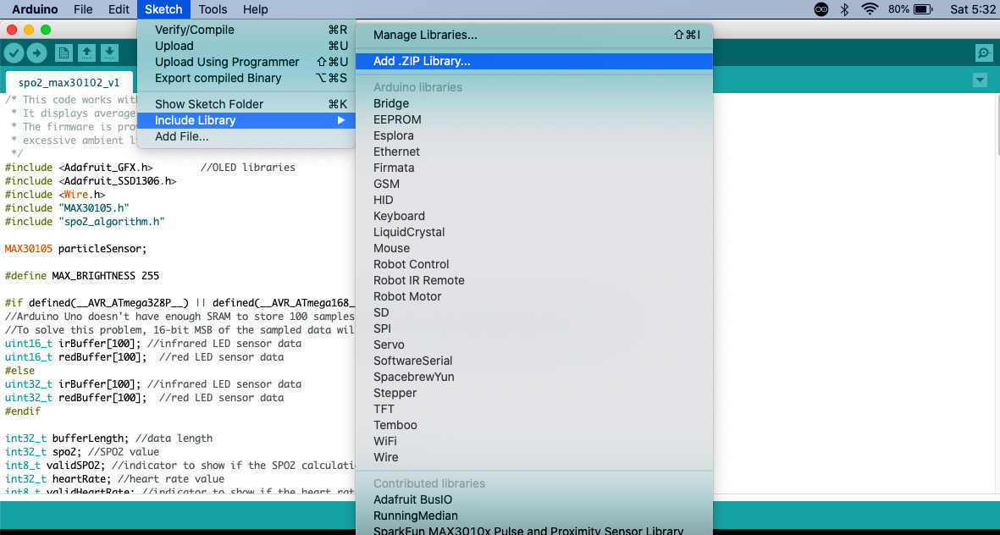 Arduino File Edit Sketch Tools Help 80% Sat 5:32
Verify/Compile ⌘R
Upload ⌘U
Upload Using Programmer ⇧⌘U
Export compiled Binary ⌥⌘S
Show Sketch Folder ⌘K
Include Library
Add File...
Manage Libraries... ⇧⌘I
Add .ZIP Library...
Arduino libraries
Bridge
EEPROM
Esplora
Ethernet
Firmata
GSM
HID
Keyboard
LiquidCrystal
Mouse
Robot Control
Robot IR Remote
Robot Motor
SD
SPI
Servo
SoftwareSerial
SpacebrewYun
Stepper
TFT
Temboo
WiFi
Wire
Contributed libraries
Adafruit BusIO
RunningMedian
SparkFun MAX3010x Pulse and Proximity Sensor Library
spo2_max30102_v1
/* This code works wit
* It displays average
* The firmware is pro
* excessive ambient l
*/
#include <Adafruit_GFX.h> //OLED libraries
#include <Adafruit_SSD1306.h>
#include <Wire.h>
#include "MAX30105.h"
#include "spo2_algorithm.h"
MAX30105 particleSensor;
#define MAX_BRIGHTNESS 255
#if defined(__AVR_ATmega328P__) || defined(__AVR_ATmega168_
//Arduino Uno doesn't have enough SRAM to store 100 samples
//To solve this problem, 16-bit MSB of the sampled data wil
uint16_t irBuffer[100]; //infrared LED sensor data
uint16_t redBuffer[100]; //red LED sensor data
#else
uint32_t irBuffer[100]; //infrared LED sensor data
uint32_t redBuffer[100]; //red LED sensor data
#endif
int32_t bufferLength; //data length
int32_t spo2; //SPO2 value
int8_t validSPO2; //indicator to show if the SPO2 calculati
int32_t heartRate; //heart rate value
int8_t validHeartRate; //indicator to show if the heart rat